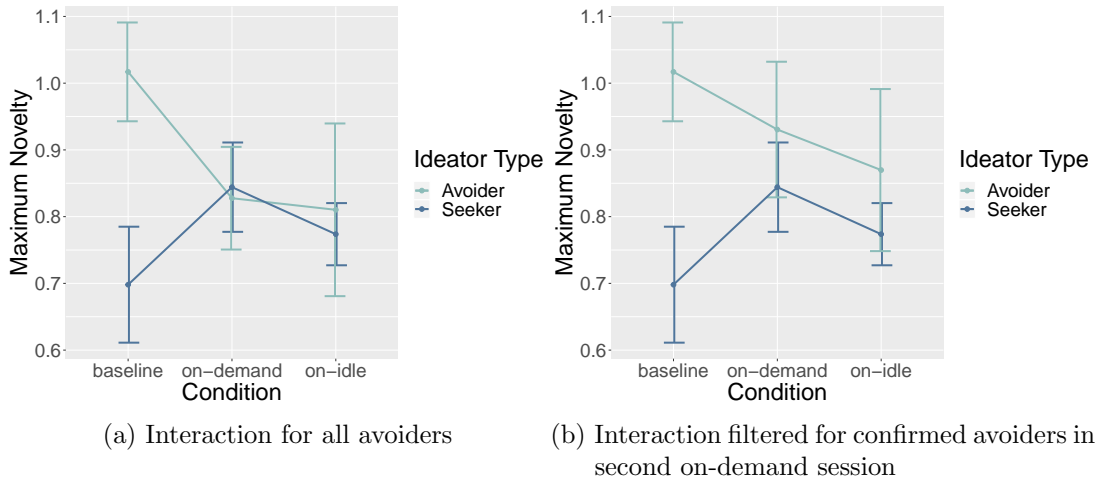 1.1
1.0
0.9
0.8
0.7
0.6
Maximum Novelty
baseline on−demand on−idle
Condition
Ideator Type
Avoider
Seeker
(a) Interaction for all avoiders
1.1
1.0
0.9
0.8
0.7
0.6
Maximum Novelty
baseline on−demand on−idle
Condition
Ideator Type
Avoider
Seeker
(b) Interaction filtered for confirmed avoiders in
second on-demand session